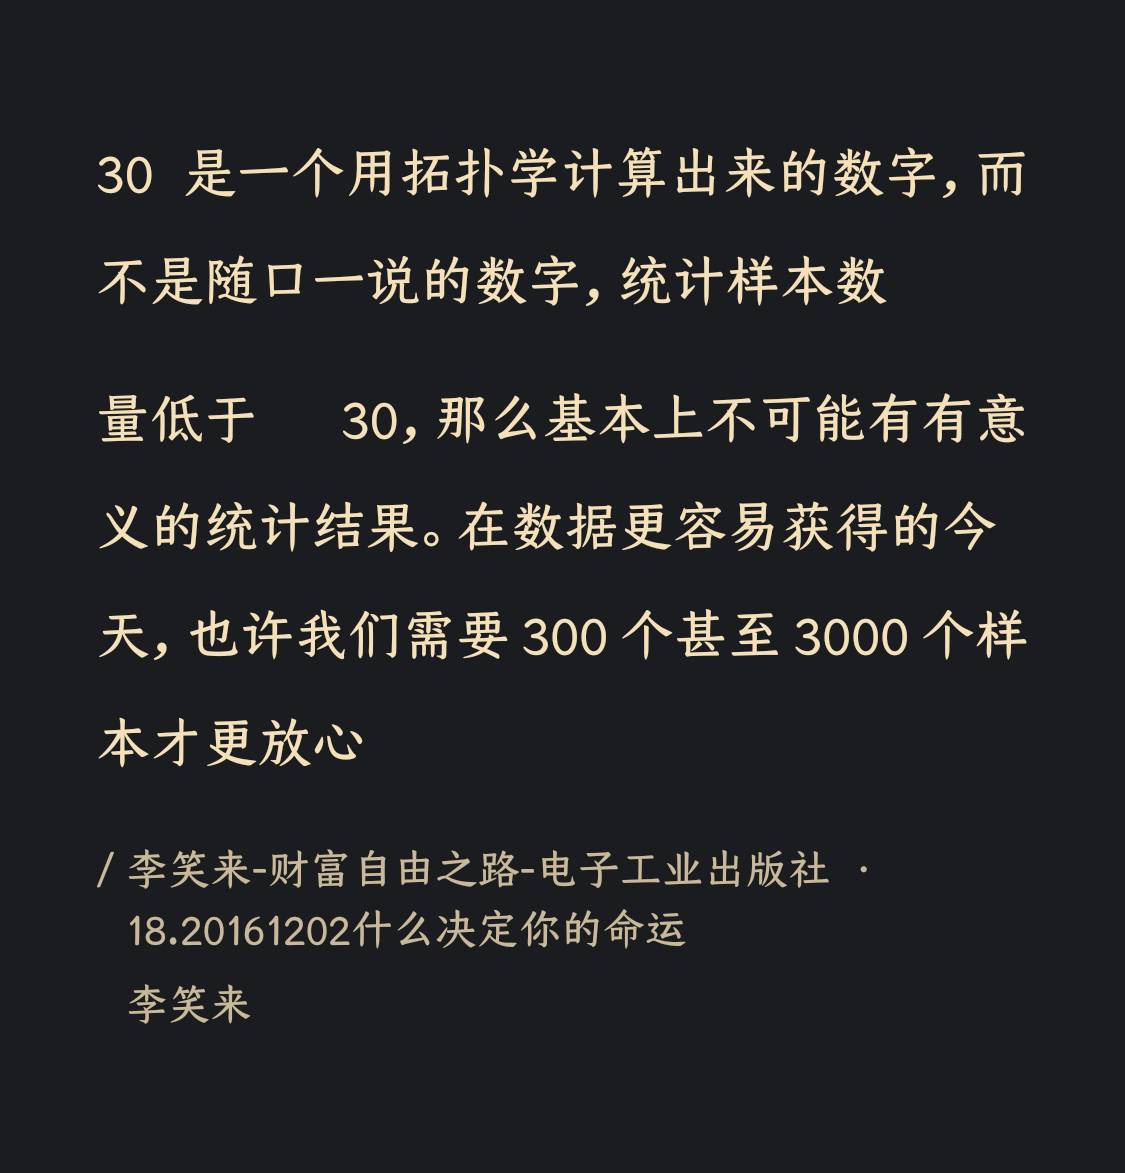 30 是一个用拓扑学计算出来的数字，而
不是随口一说的数字，统计样本数
量低于 30，那么基本上不可能有有意
义的统计结果。在数据更容易获得的今
天，也许我们需要 300 个甚至 3000 个样
本才更放心
/ 李笑来-财富自由之路-电子工业出版社 ·
18.20161202什么决定你的命运
李笑来